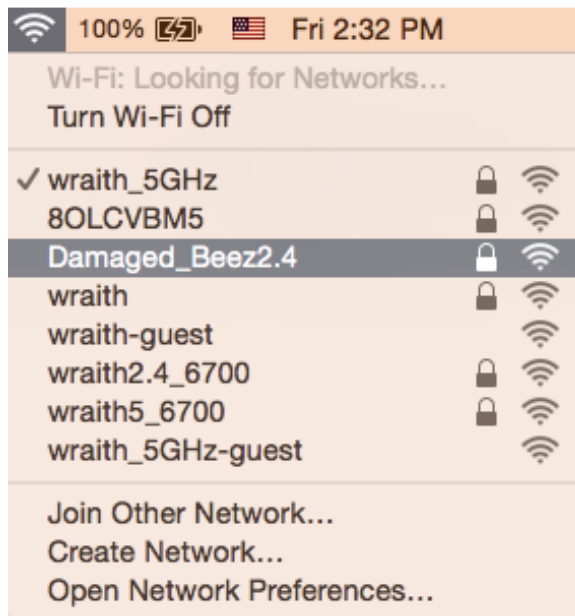 100% Fri 2:32 PM
Wi-Fi: Looking for Networks...
Turn Wi-Fi Off
wraith_5GHz
8OLCVBM5
Damaged_Beez2.4
wraith
wraith-guest
wraith2.4_6700
wraith5_6700
wraith_5GHz-guest
Join Other Network...
Create Network...
Open Network Preferences...